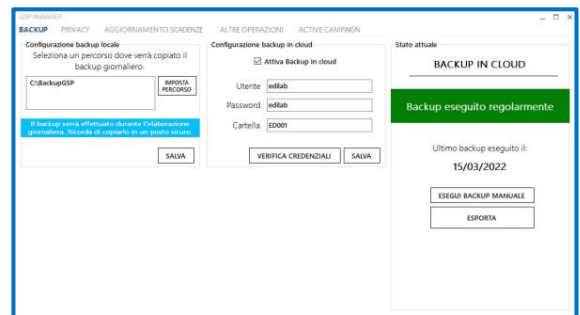 GSP MANAGER
BACKUP PRIVACY AGGIORNAMENTO SCADENZE ALTRE OPERAZIONI ACTIVE CAMPAIGN
Configurazione backup locale
Seleziona un percorso dove verrà copiato il
backup giornaliero.
C:\BackupGSP
IMPOSTA
PERCORSO
Il backup verrà effettuato durante l'elaborazione
giornaliera. Ricorda di copiarlo in un posto sicuro.
SALVA
Configurazione backup in cloud
Attiva Backup in cloud
Utente edilab
Password edilab
Cartella ED001
VERIFICA CREDENZIALI SALVA
Stato attuale
BACKUP IN CLOUD
Backup eseguito regolarmente
Ultimo backup eseguito il:
15/03/2022
ESEGUI BACKUP MANUALE
ESPORTA